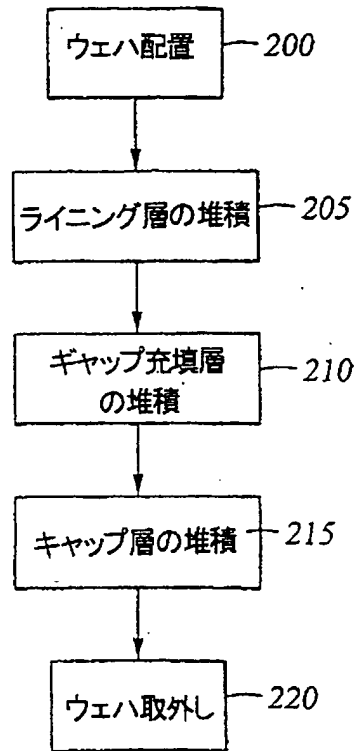 ウェハ配置 200
ライニング層の堆積 205
ギャップ充填層 210
の堆積
キャップ層の堆積 215
ウェハ取外し 220